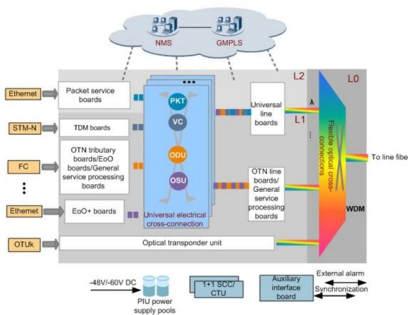 NMS
GMPLS
L2
L0
Ethernet
Packet service
boards
PKT
Universal
line
boards
λ
L1
STM-N
TDM boards
VC
FC
OTN tributary
boards/EoO
boards/General
service processing
boards
ODU
Flexible optical cross-
connections
To line fibe
OSU
OTN line
boards/
General
service
processing
boards
Ethernet
EoO+ boards
Universal electrical
cross-connection
WDM
OTUk
Optical transponder unit
-48V/-60V DC
PIU power
supply pools
1+1 SCC/
CTU
Auxiliary
interface
board
External alarm
Synchronization